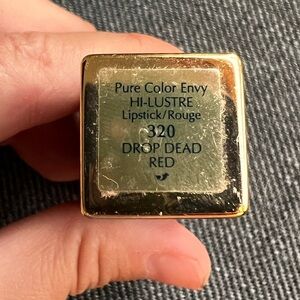 Pure Color Envy
HI-LUSTRE
Lipstick/Rouge
320
DROP DEAD
RED